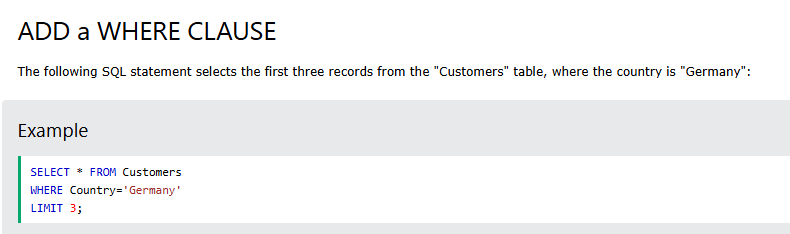 ADD a WHERE CLAUSE
The following SQL statement selects the first three records from the "Customers" table, where the country is "Germany":
Example
SELECT * FROM Customers
WHERE Country='Germany'
LIMIT 3;